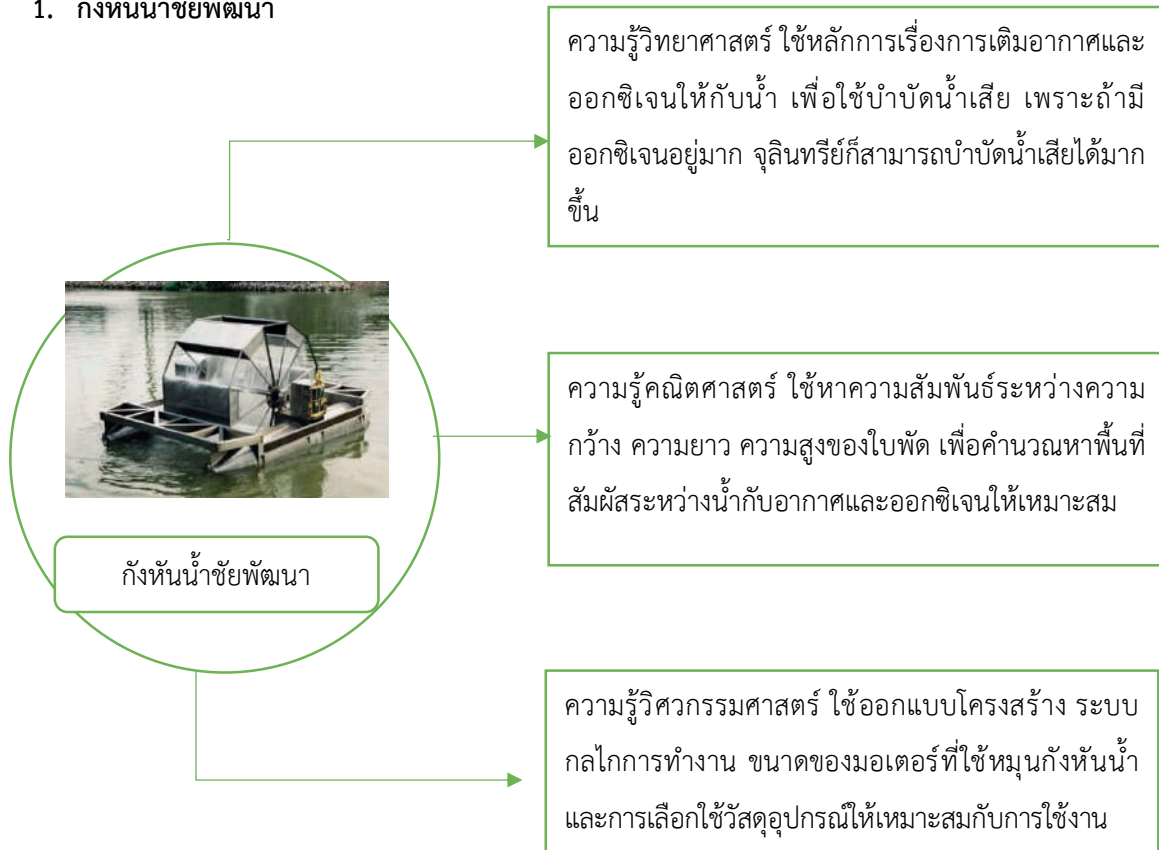 1. กังหันน้ำชัยพัฒนา
ความรู้วิทยาศาสตร์ ใช้หลักการเรื่องการเติมอากาศและ
ออกซิเจนให้กับน้ำ เพื่อใช้บำบัดน้ำเสีย เพราะถ้ามี
ออกซิเจนอยู่มาก จุลินทรีย์ก็สามารถบำบัดน้ำเสียได้มาก
ขึ้น
ความรู้คณิตศาสตร์ ใช้หาความสัมพันธ์ระหว่างความ
กว้าง ความยาว ความสูงของใบพัด เพื่อคำนวณหาพื้นที่
สัมผัสระหว่างน้ำกับอากาศและออกซิเจนให้เหมาะสม
กังหันน้ำชัยพัฒนา
ความรู้วิศวกรรมศาสตร์ ใช้ออกแบบโครงสร้าง ระบบ
กลไกการทำงาน ขนาดของมอเตอร์ที่ใช้หมุนกังหันน้ำ
และการเลือกใช้วัสดุอุปกรณ์ให้เหมาะสมกับการใช้งาน